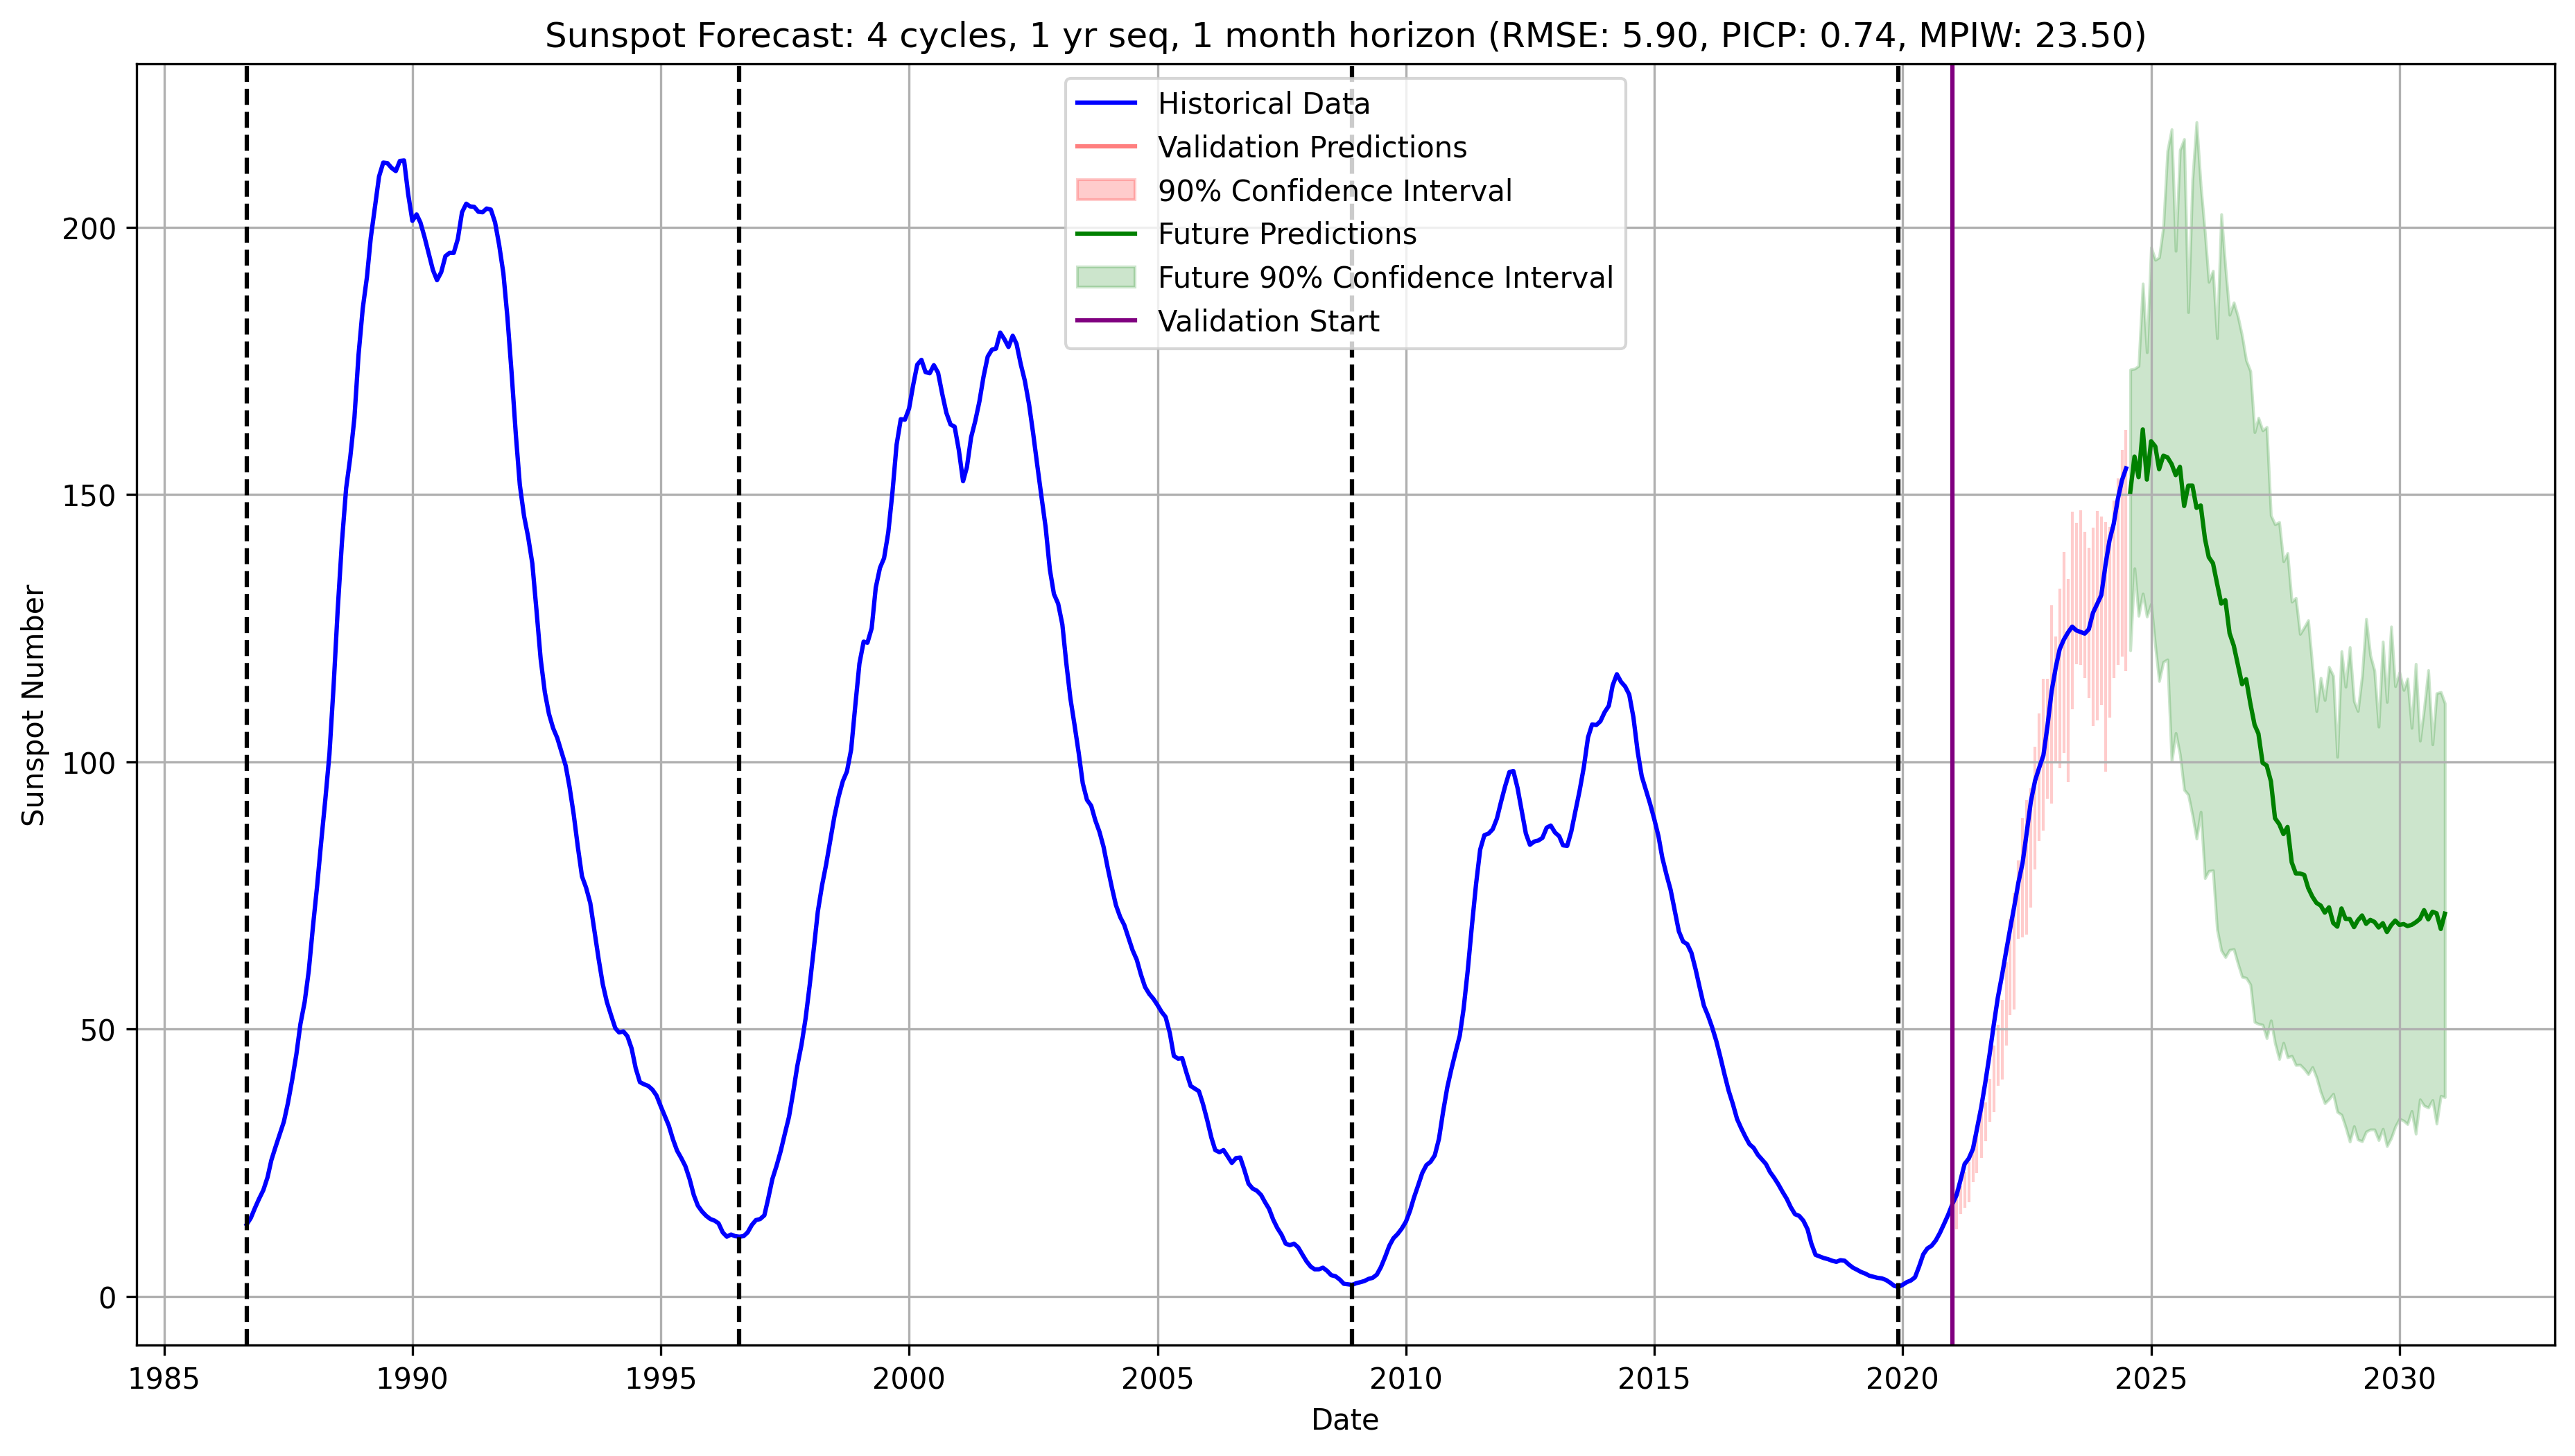 Sunspot Forecast: 4 cycles, 1 yr seq, 1 month horizon (RMSE: 5.90, PICP: 0.74, MPIW: 23.50)
Historical Data
Validation Predictions
90% Confidence Interval
Future Predictions
Future 90% Confidence Interval
Validation Start
Sunspot Number
200
150
100
50
0
1985 1990 1995 2000 2005 2010 2015 2020 2025 2030
Date